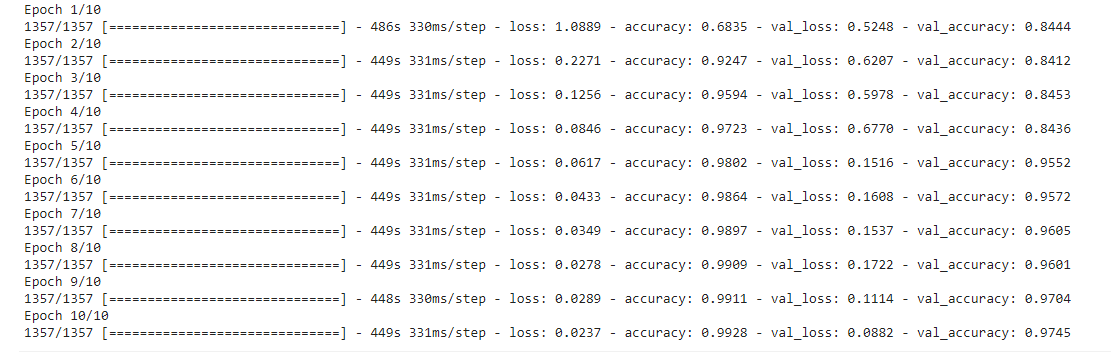 Epoch 1/10
1357/1357 [==============================] - 486s 330ms/step - loss: 1.0889 - accuracy: 0.6835 - val_loss: 0.5248 - val_accuracy: 0.8444
Epoch 2/10
1357/1357 [==============================] - 449s 331ms/step - loss: 0.2271 - accuracy: 0.9247 - val_loss: 0.6207 - val_accuracy: 0.8412
Epoch 3/10
1357/1357 [==============================] - 449s 331ms/step - loss: 0.1256 - accuracy: 0.9594 - val_loss: 0.5978 - val_accuracy: 0.8453
Epoch 4/10
1357/1357 [==============================] - 449s 331ms/step - loss: 0.0846 - accuracy: 0.9723 - val_loss: 0.6770 - val_accuracy: 0.8436
Epoch 5/10
1357/1357 [==============================] - 449s 331ms/step - loss: 0.0617 - accuracy: 0.9802 - val_loss: 0.1516 - val_accuracy: 0.9552
Epoch 6/10
1357/1357 [==============================] - 449s 331ms/step - loss: 0.0433 - accuracy: 0.9864 - val_loss: 0.1608 - val_accuracy: 0.9572
Epoch 7/10
1357/1357 [==============================] - 449s 331ms/step - loss: 0.0349 - accuracy: 0.9897 - val_loss: 0.1537 - val_accuracy: 0.9605
Epoch 8/10
1357/1357 [==============================] - 449s 331ms/step - loss: 0.0278 - accuracy: 0.9909 - val_loss: 0.1722 - val_accuracy: 0.9601
Epoch 9/10
1357/1357 [==============================] - 448s 330ms/step - loss: 0.0289 - accuracy: 0.9911 - val_loss: 0.1114 - val_accuracy: 0.9704
Epoch 10/10
1357/1357 [==============================] - 449s 331ms/step - loss: 0.0237 - accuracy: 0.9928 - val_loss: 0.0882 - val_accuracy: 0.9745